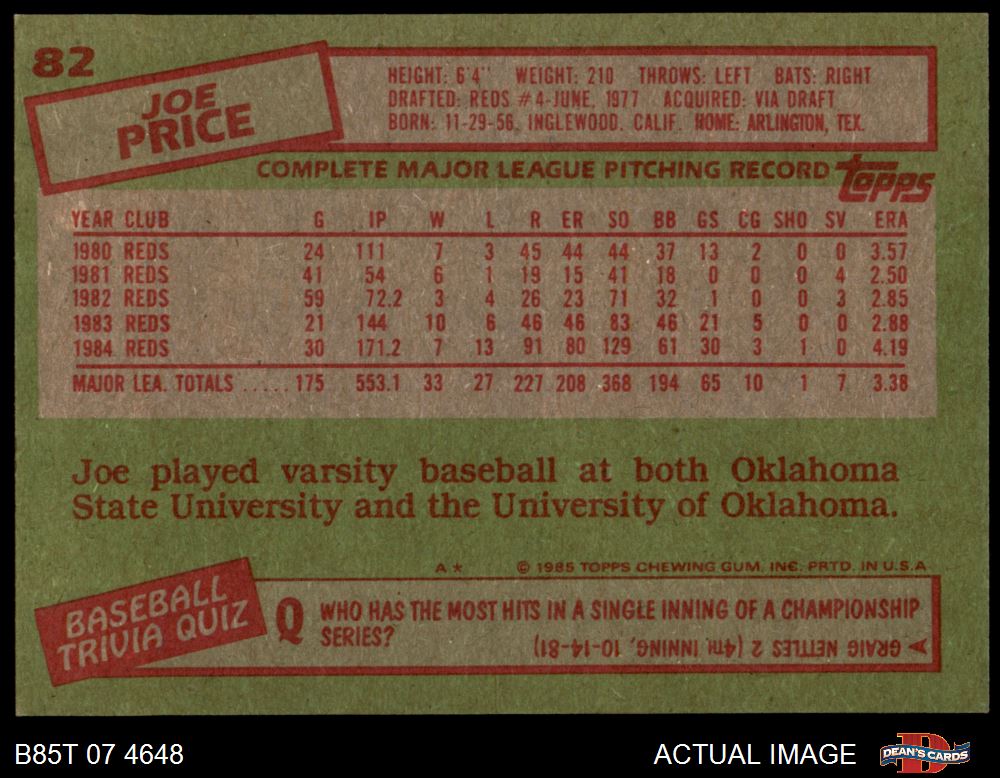 82
JOE
PRICE
HEIGHT: 6'4" WEIGHT: 210 THROWS: LEFT BATS: RIGHT
DRAFTED: REDS #4-JUNE, 1977 ACQUIRED: VIA DRAFT
BORN: 11-29-56, INGLEWOOD, CALIF. HOME: ARLINGTON, TEX.
COMPLETE MAJOR LEAGUE PITCHING RECORD topps
YEAR CLUB G IP W L R ER SO BB GS CG SHO SV ERA
1980 REDS 24 111 7 3 45 44 44 37 13 2 0 0 3.57
1981 REDS 41 54 6 1 19 15 41 18 0 0 0 4 2.50
1982 REDS 59 72.2 3 4 26 23 71 32 1 0 0 3 2.85
1983 REDS 21 144 10 6 46 46 83 46 21 5 0 0 2.88
1984 REDS 30 171.2 7 13 91 80 129 61 30 3 1 0 4.19
MAJOR LEA. TOTALS ..... 175 553.1 33 27 227 208 368 194 65 10 1 7 3.38
Joe played varsity baseball at both Oklahoma
State University and the University of Oklahoma.
A* © 1985 TOPPS CHEWING GUM, INC. PRTD. IN U.S.A
BASEBALL
TRIVIA QUIZ
Q WHO HAS THE MOST HITS IN A SINGLE INNING OF A CHAMPIONSHIP
SERIES?
GRAIG NETTLES 2 (4TH INNING, 10-14-81)
B85T 07 4648
ACTUAL IMAGE
D
DEAN'S CARDS